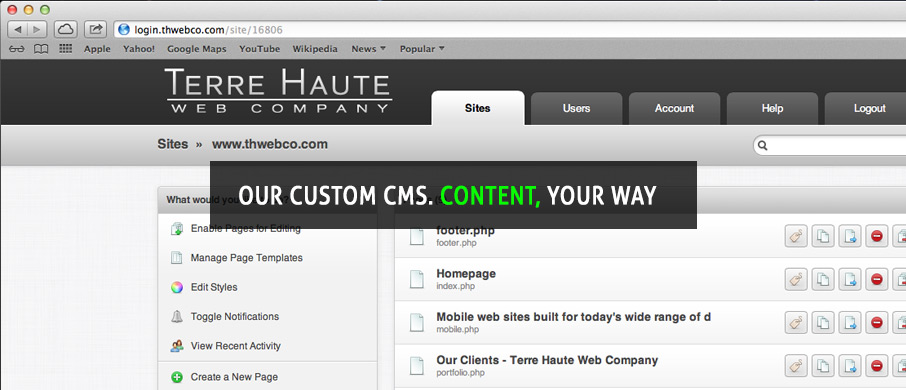 login.thwebco.com/site/16806
Apple Yahoo! Google Maps YouTube Wikipedia News Popular
TERRE HAUTE
WEB COMPANY
Sites Users Account Help Logout
Sites » www.thwebco.com
OUR CUSTOM CMS. CONTENT, YOUR WAY
What would you
Enable Pages for Editing
Manage Page Templates
Edit Styles
Toggle Notifications
View Recent Activity
Create a New Page
footer.php
footer.php
Homepage
index.php
Mobile web sites built for today's wide range of d
mobile.php
Our Clients - Terre Haute Web Company
portfolio.php